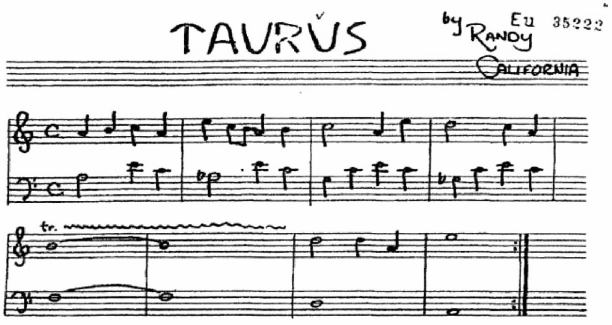 TAURUS
by RANDY
CALIFORNIA
Eu 35222
tr.